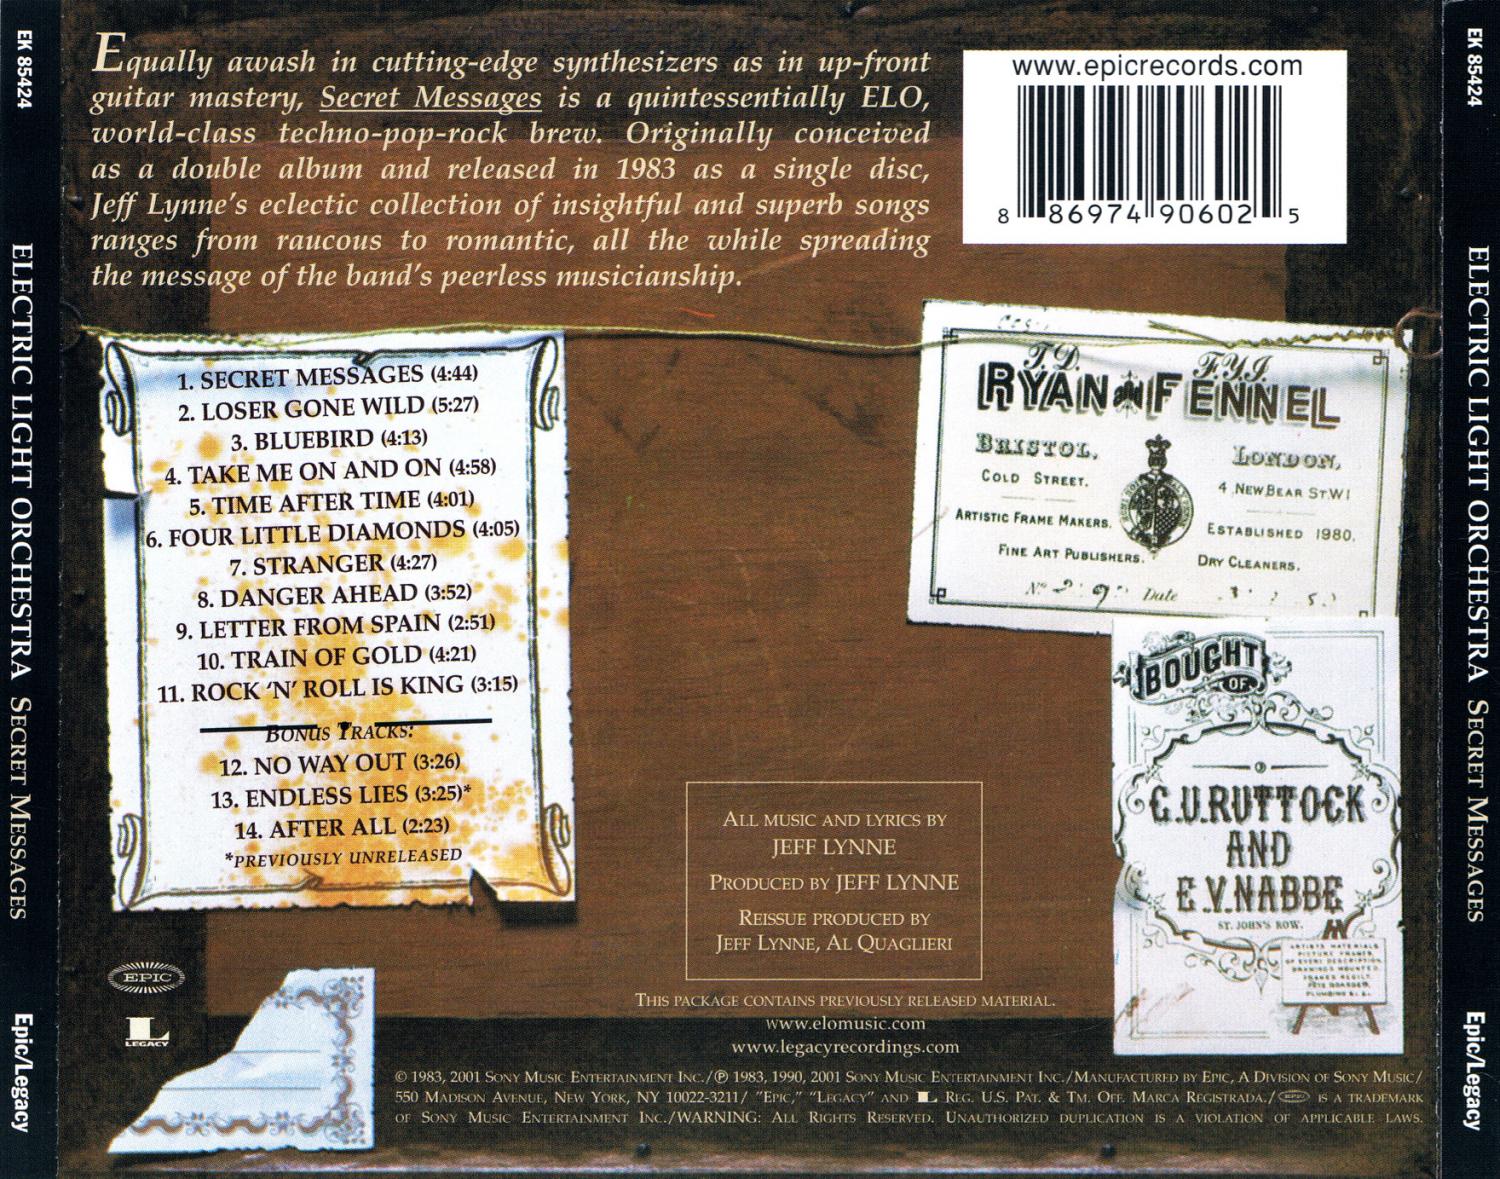 EK 85424
ELECTRIC LIGHT ORCHESTRA SECRET MESSAGES
Epic/Legacy
Equally awash in cutting-edge synthesizers as in up-front
guitar mastery, Secret Messages is a quintessentially ELO,
world-class techno-pop-rock brew. Originally conceived
as a double album and released in 1983 as a single disc,
Jeff Lynne's eclectic collection of insightful and superb songs
ranges from raucous to romantic, all the while spreading
the message of the band's peerless musicianship.
www.epicrecords.com
8 86974 90602 5
1. SECRET MESSAGES (4:44)
2. LOSER GONE WILD (5:27)
3. BLUEBIRD (4:13)
4. TAKE ME ON AND ON (4:58)
5. TIME AFTER TIME (4:01)
6. FOUR LITTLE DIAMONDS (4:05)
7. STRANGER (4:27)
8. DANGER AHEAD (3:52)
9. LETTER FROM SPAIN (2:51)
10. TRAIN OF GOLD (4:21)
11. ROCK 'N' ROLL IS KING (3:15)
BONUS TRACKS:
12. NO WAY OUT (3:26)
13. ENDLESS LIES (3:25)*
14. AFTER ALL (2:23)
*PREVIOUSLY UNRELEASED
T.D. F.Y.I.
RYAN AND FENNEL
BRISTOL. LONDON.
COLD STREET. 4 NEW BEAR ST. W1
ARTISTIC FRAME MAKERS. ESTABLISHED 1980.
FINE ART PUBLISHERS. DRY CLEANERS.
No Date
BOUGHT
OF
G.U.RUTTOCK
AND
E.V.NABBE
ST. JOHN'S ROW.
ARTISTS MATERIALS
PICTURE FRAMES
OF EVERY DESCRIPTION
DRAWINGS MOUNTED
FRAMES REGILT.
PLUMBING
ALL MUSIC AND LYRICS BY
JEFF LYNNE
PRODUCED BY JEFF LYNNE
REISSUE PRODUCED BY
JEFF LYNNE, AL QUAGLIERI
THIS PACKAGE CONTAINS PREVIOUSLY RELEASED MATERIAL.
www.elomusic.com
www.legacyrecordings.com
EPIC
L
LEGACY
© 1983, 2001 SONY MUSIC ENTERTAINMENT INC./℗ 1983, 1990, 2001 SONY MUSIC ENTERTAINMENT INC./MANUFACTURED BY EPIC, A DIVISION OF SONY MUSIC/
550 MADISON AVENUE, NEW YORK, NY 10022-3211/ "EPIC," "LEGACY" AND L REG. U.S. PAT. & TM. OFF. MARCA REGISTRADA./EPIC IS A TRADEMARK
OF SONY MUSIC ENTERTAINMENT INC./WARNING: ALL RIGHTS RESERVED. UNAUTHORIZED DUPLICATION IS A VIOLATION OF APPLICABLE LAWS.
EK 85424
ELECTRIC LIGHT ORCHESTRA SECRET MESSAGES
Epic/Legacy